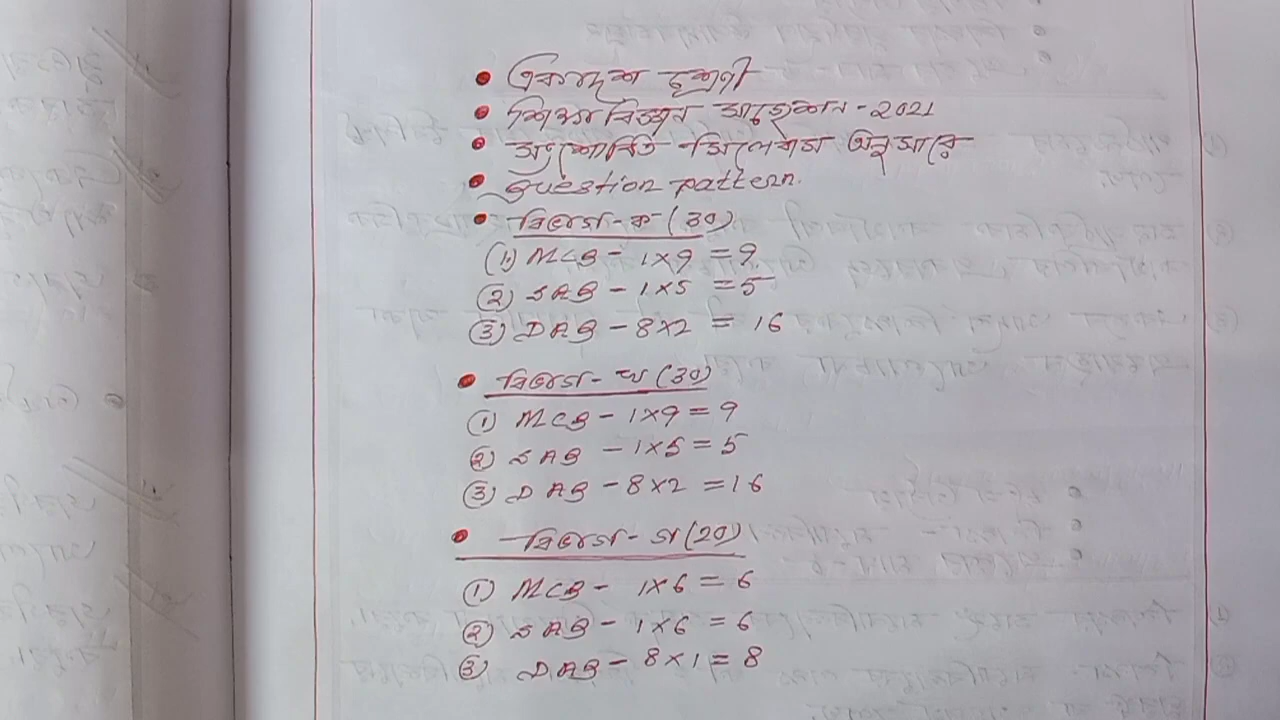 একাদশ শ্রেণী
শিক্ষাবিজ্ঞান সাজেশান - 2021
সংশোধিত সিলেবাস অনুসারে
Question pattern.
বিভাগ - ক (30)
(1) MCQ - 1×9 = 9
(2) SAQ - 1×5 = 5
(3) DAQ - 8×2 = 16
বিভাগ - খ (30)
(1) MCQ - 1×9 = 9
(2) SAQ - 1×5 = 5
(3) DAQ - 8×2 = 16
বিভাগ - গ (20)
(1) MCQ - 1×6 = 6
(2) SAQ - 1×6 = 6
(3) DAQ - 8×1 = 8